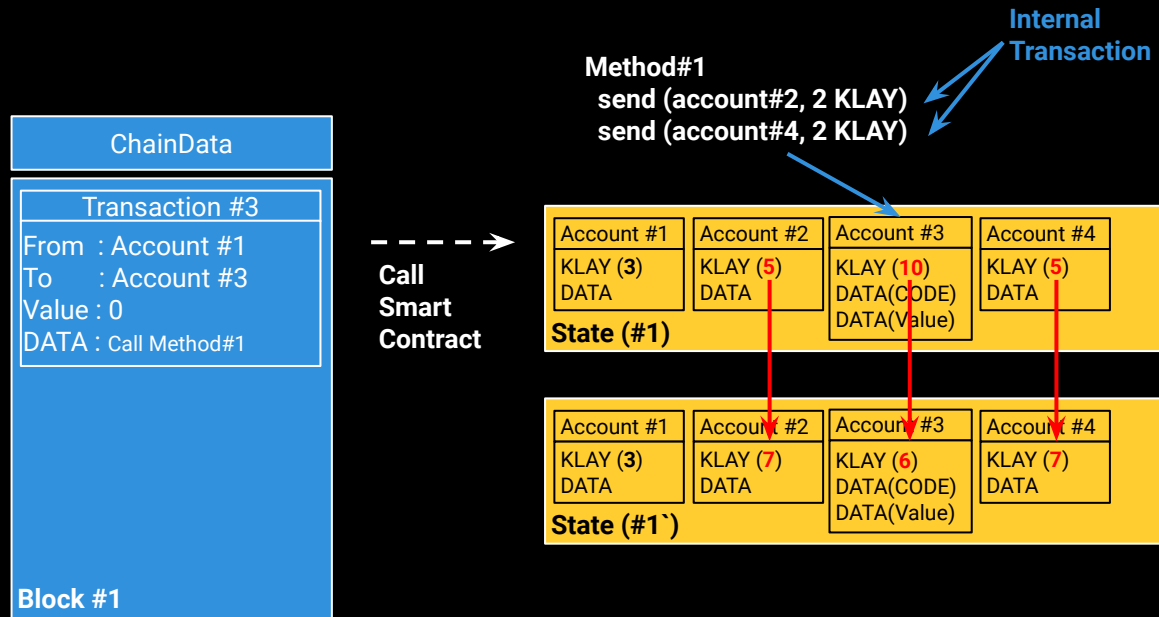 Internal
Transaction
Method#1
send (account#2, 2 KLAY)
send (account#4, 2 KLAY)
ChainData
Transaction #3
From : Account #1
To : Account #3
Value : 0
DATA : Call Method#1
Block #1
Call
Smart
Contract
Account #1
KLAY (3)
DATA
Account #2
KLAY (5)
DATA
Account #3
KLAY (10)
DATA(CODE)
DATA(Value)
Account #4
KLAY (5)
DATA
State (#1)
Account #1
KLAY (3)
DATA
Account #2
KLAY (7)
DATA
Account #3
KLAY (6)
DATA(CODE)
DATA(Value)
Account #4
KLAY (7)
DATA
State (#1`)